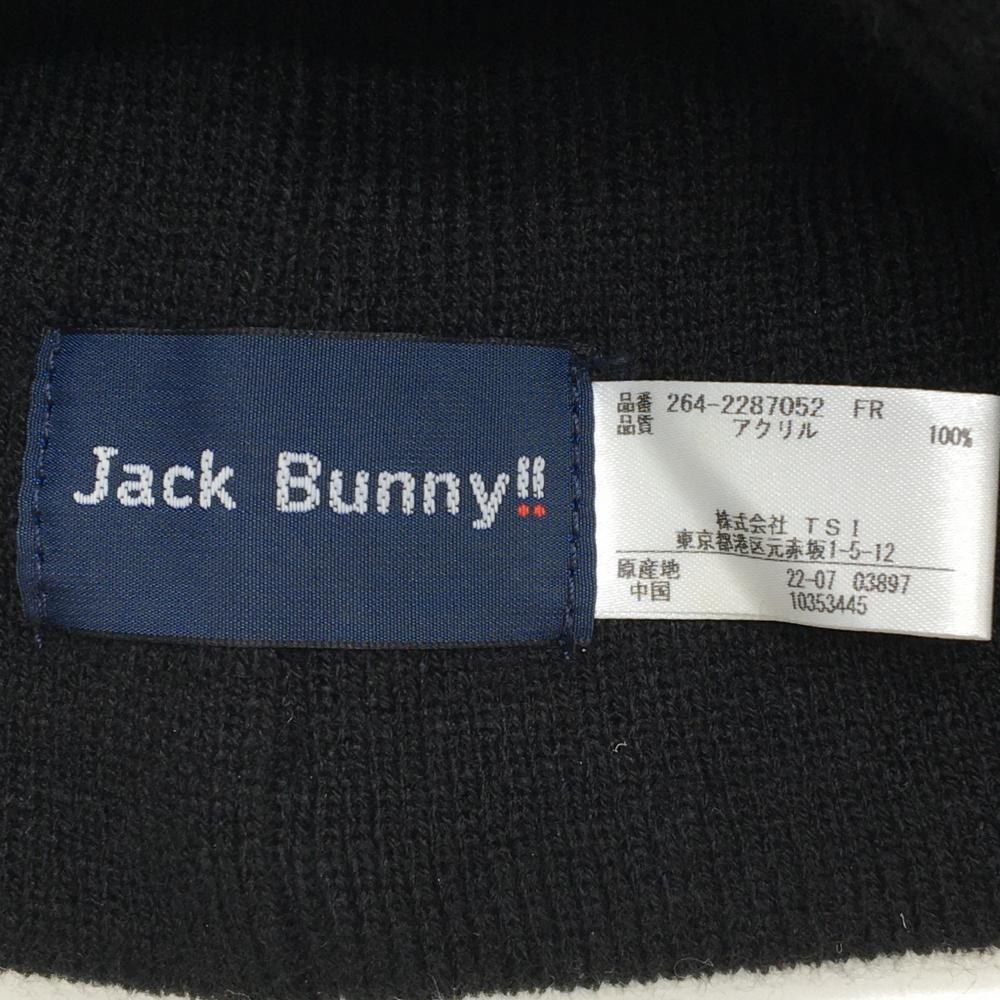 Jack Bunny!!
品番 264-2287052 FR
品質 アクリル 100%
株式会社 TSI
東京都港区元赤坂1-5-12
原産地 22-07 03897
中国 10353445